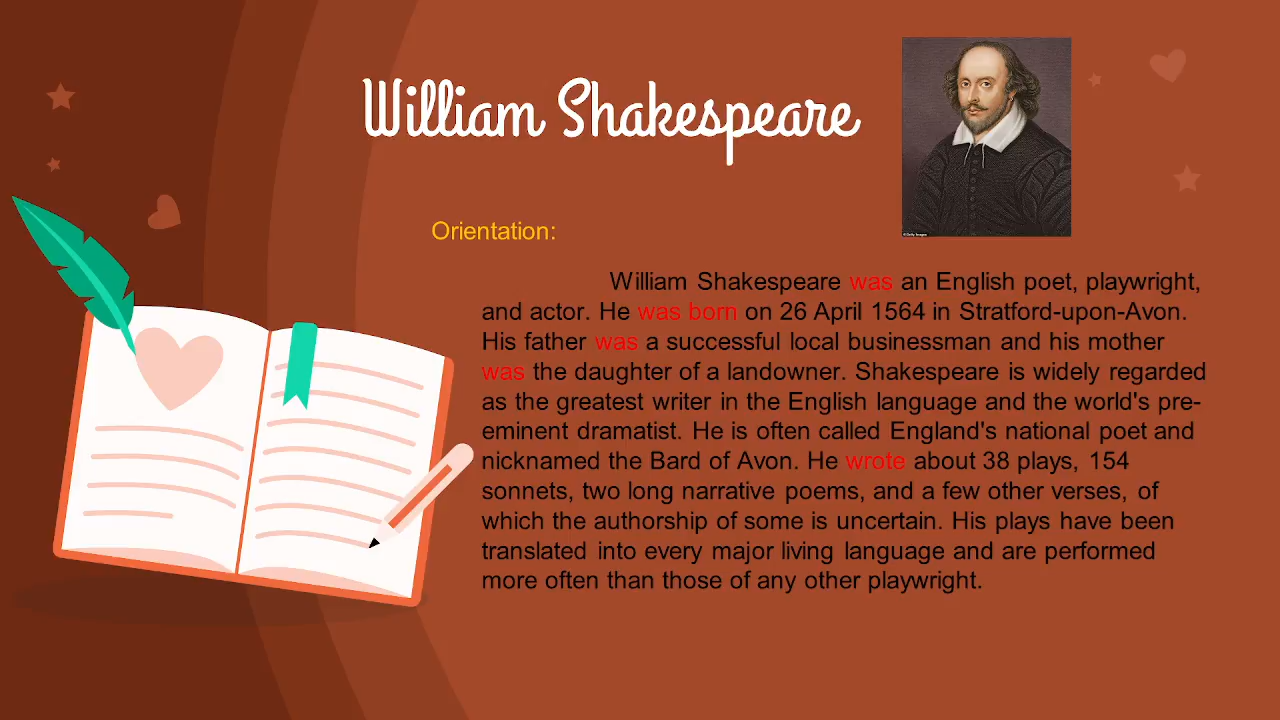 William Shakespeare
Orientation:
William Shakespeare was an English poet, playwright,
and actor. He was born on 26 April 1564 in Stratford-upon-Avon.
His father was a successful local businessman and his mother
was the daughter of a landowner. Shakespeare is widely regarded
as the greatest writer in the English language and the world's pre-
eminent dramatist. He is often called England's national poet and
nicknamed the Bard of Avon. He wrote about 38 plays, 154
sonnets, two long narrative poems, and a few other verses, of
which the authorship of some is uncertain. His plays have been
translated into every major living language and are performed
more often than those of any other playwright.